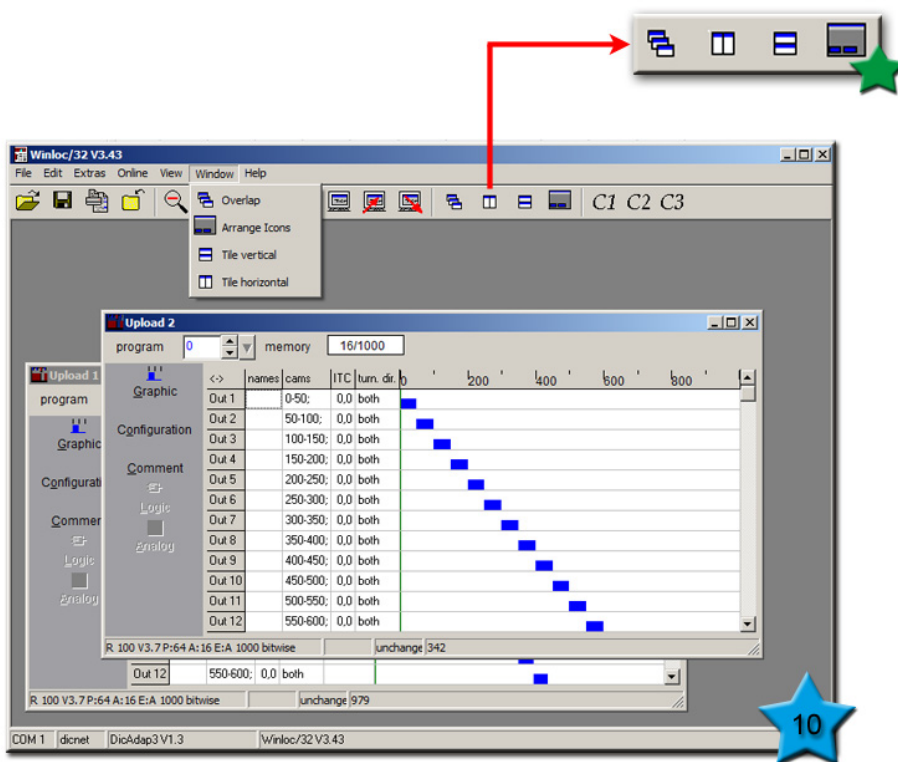 Winloc/32 V3.43
File Edit Extras Online View Window Help
C1 C2 C3
Overlap
Arrange Icons
Tile vertical
Tile horizontal
Upload 2
program 0 memory 16/1000
Graphic
Configuration
Comment
Logic
Analog
<-> names cams ITC turn. dir. 0 200 400 600 800
Out 1 0-50; 0,0 both
Out 2 50-100; 0,0 both
Out 3 100-150; 0,0 both
Out 4 150-200; 0,0 both
Out 5 200-250; 0,0 both
Out 6 250-300; 0,0 both
Out 7 300-350; 0,0 both
Out 8 350-400; 0,0 both
Out 9 400-450; 0,0 both
Out 10 450-500; 0,0 both
Out 11 500-550; 0,0 both
Out 12 550-600; 0,0 both
R 100 V3.7 P:64 A:16 E:A 1000 bitwise unchange 342
Upload 1
program
Graphic
Configurati
Commer
Logic
Analog
Out 12 550-600; 0,0 both
R 100 V3.7 P:64 A:16 E:A 1000 bitwise unchange 979
COM 1 dicnet DicAdap3 V1.3 Winloc/32 V3.43
10